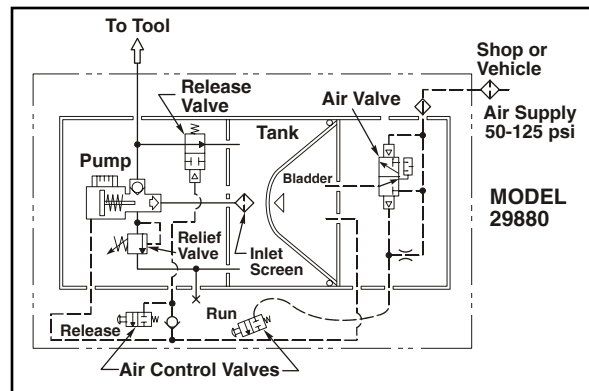 To Tool
Shop or
Vehicle
Release
Valve
Air Valve
Tank
Air Supply
50-125 psi
Pump
Bladder
MODEL
29880
Relief
Valve
Inlet
Screen
Release
Run
Air Control Valves